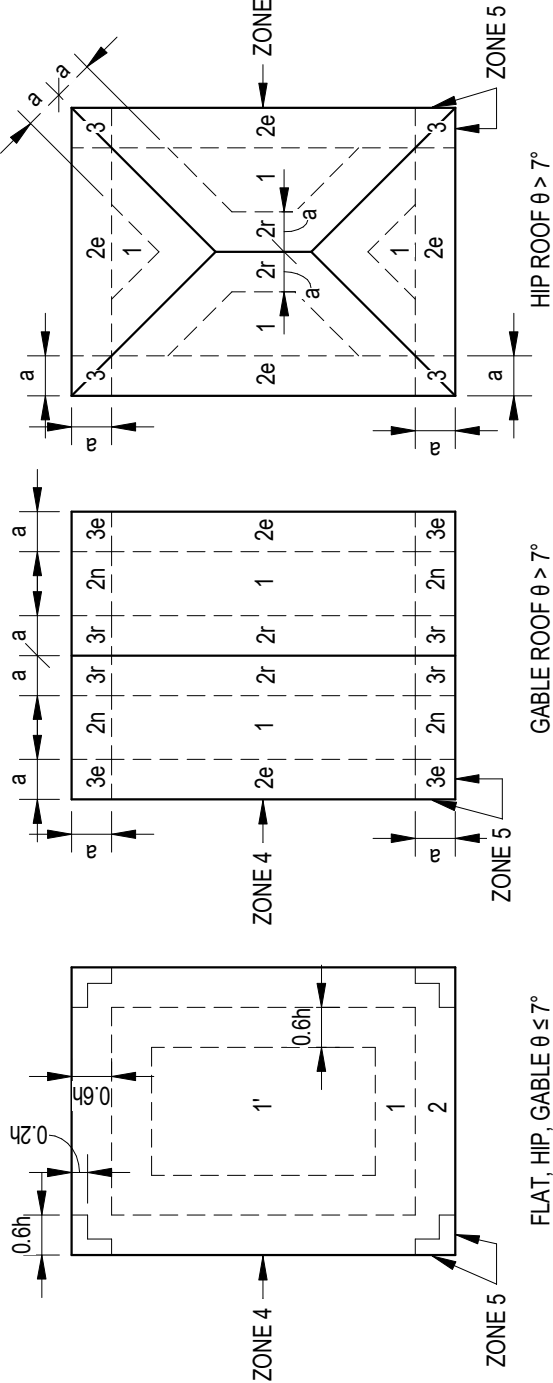 0.6h
0.2h
0.6h
0.6h
1'
1
2
ZONE 4
ZONE 5
FLAT, HIP, GABLE θ ≤ 7°
a a a a
a
3e 2n 3r 3r 2n 3e
2e 1 2r 2r 1 2e
3e 2n 3r 3r 2n 3e
a
ZONE 4
ZONE 5
GABLE ROOF θ > 7°
a
a
a
a
3 2e 3
1
2e 1 2r 2r 1 2e
a a
1
3 2e 3
a
a
ZONE
ZONE 5
HIP ROOF θ > 7°